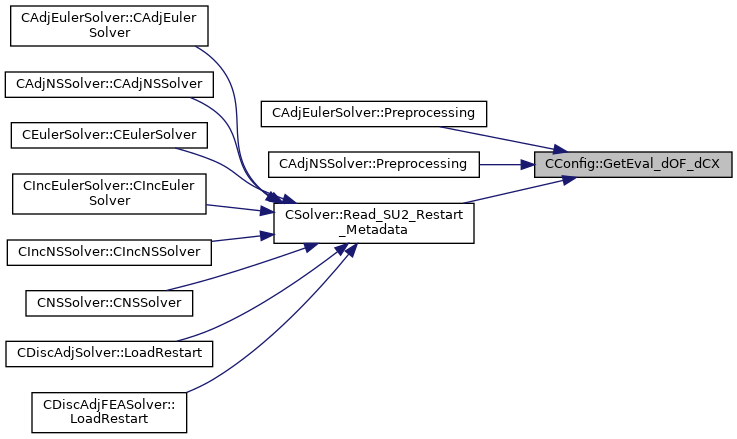 CAdjEulerSolver::CAdjEuler
Solver
CAdjNSSolver::CAdjNSSolver
CEulerSolver::CEulerSolver
CIncEulerSolver::CIncEuler
Solver
CIncNSSolver::CIncNSSolver
CNSSolver::CNSSolver
CDiscAdjSolver::LoadRestart
CDiscAdjFEASolver::
LoadRestart
CAdjEulerSolver::Preprocessing
CAdjNSSolver::Preprocessing
CSolver::Read_SU2_Restart
_Metadata
CConfig::GetEval_dOF_dCX